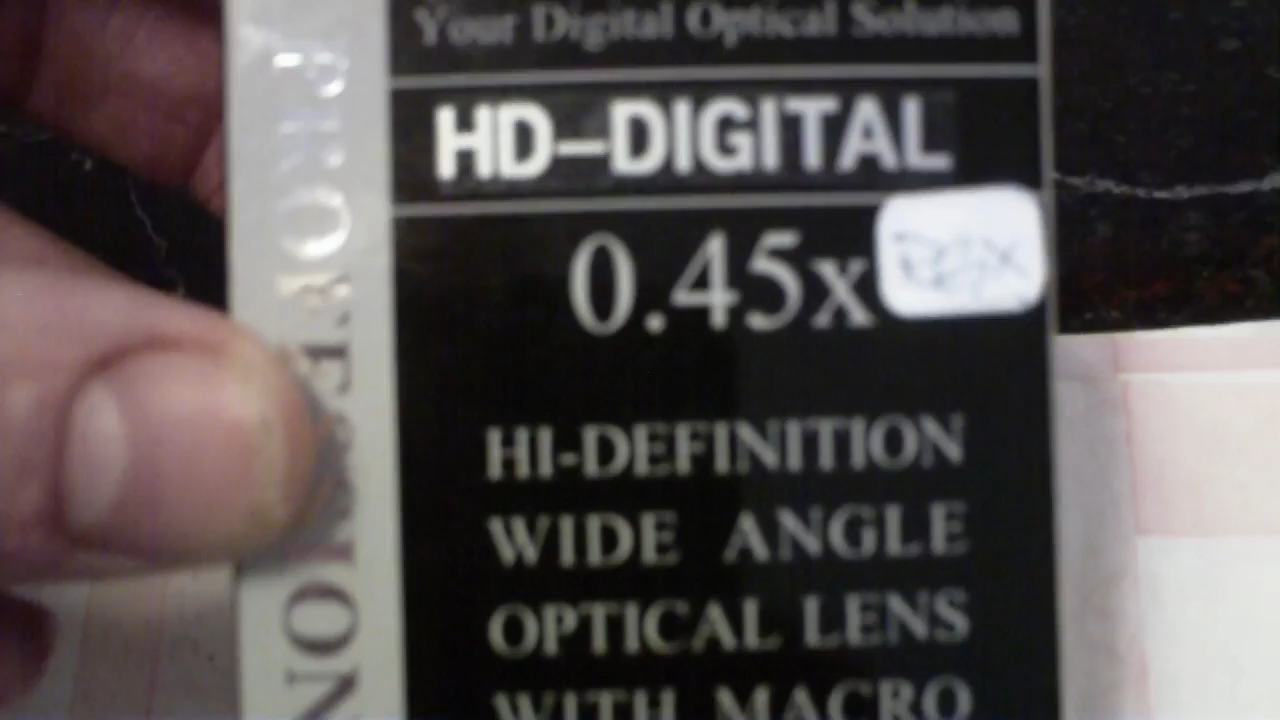 Your Digital Optical Solution
HD-DIGITAL
0.45x
HI-DEFINITION
WIDE ANGLE
OPTICAL LENS
WITH MACRO